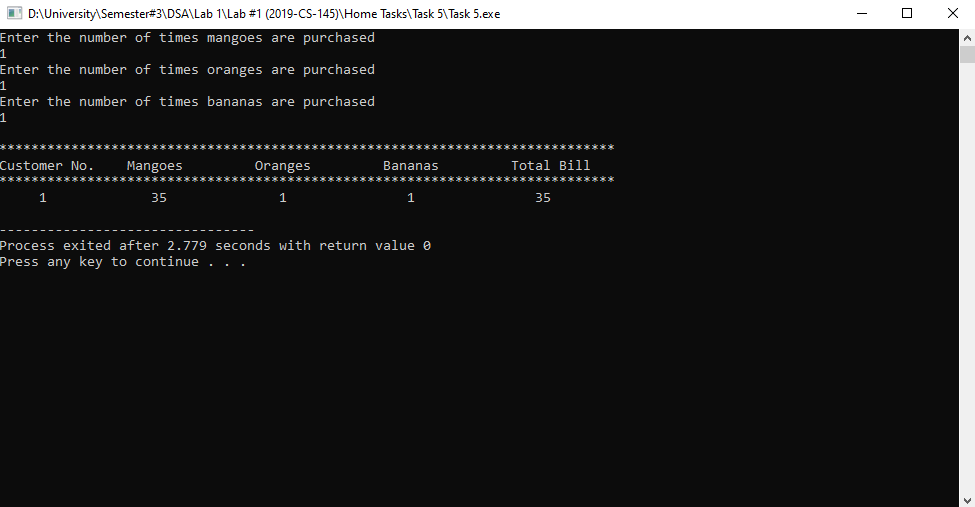 D:\University\Semester#3\DSA\Lab 1\Lab #1 (2019-CS-145)\Home Tasks\Task 5\Task 5.exe
Enter the number of times mangoes are purchased
1
Enter the number of times oranges are purchased
1
Enter the number of times bananas are purchased
1
*****************************************************************************
Customer No.    Mangoes         Oranges         Bananas         Total Bill
*****************************************************************************
     1             35              1               1               35
--------------------------------
Process exited after 2.779 seconds with return value 0
Press any key to continue . . .